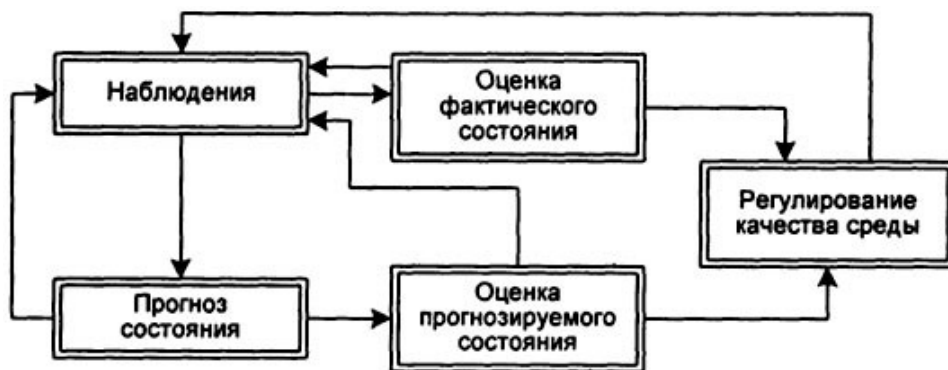 Наблюдения
Оценка
фактического
состояния
Регулирование
качества среды
Прогноз
состояния
Оценка
прогнозируемого
состояния